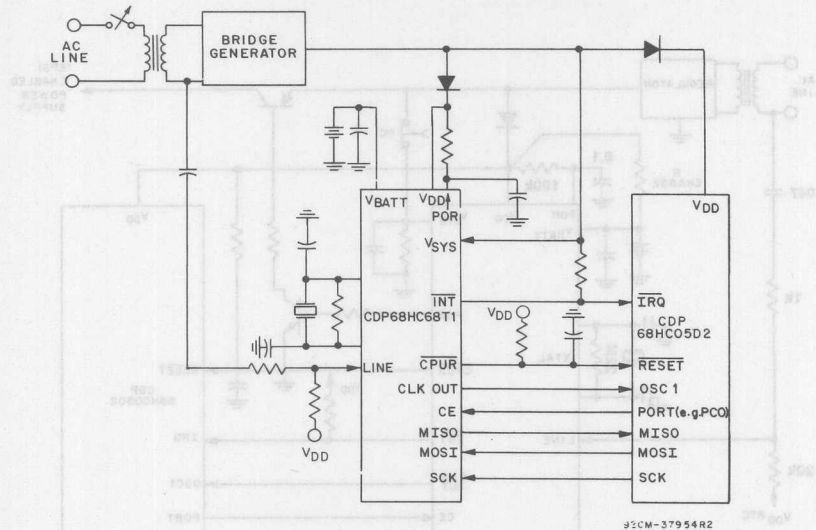 AC
LINE
BRIDGE
GENERATOR
VBATT
VDD
POR
VDD
VSYS
INT
IRQ
CDP68HC68T1
VDD
CDP
68HC05D2
LINE
CPUR
RESET
CLK OUT
OSC 1
CE
PORT(e.g.PCO)
VDD
MISO
MISO
MOSI
MOSI
SCK
SCK
92CM-37954R2